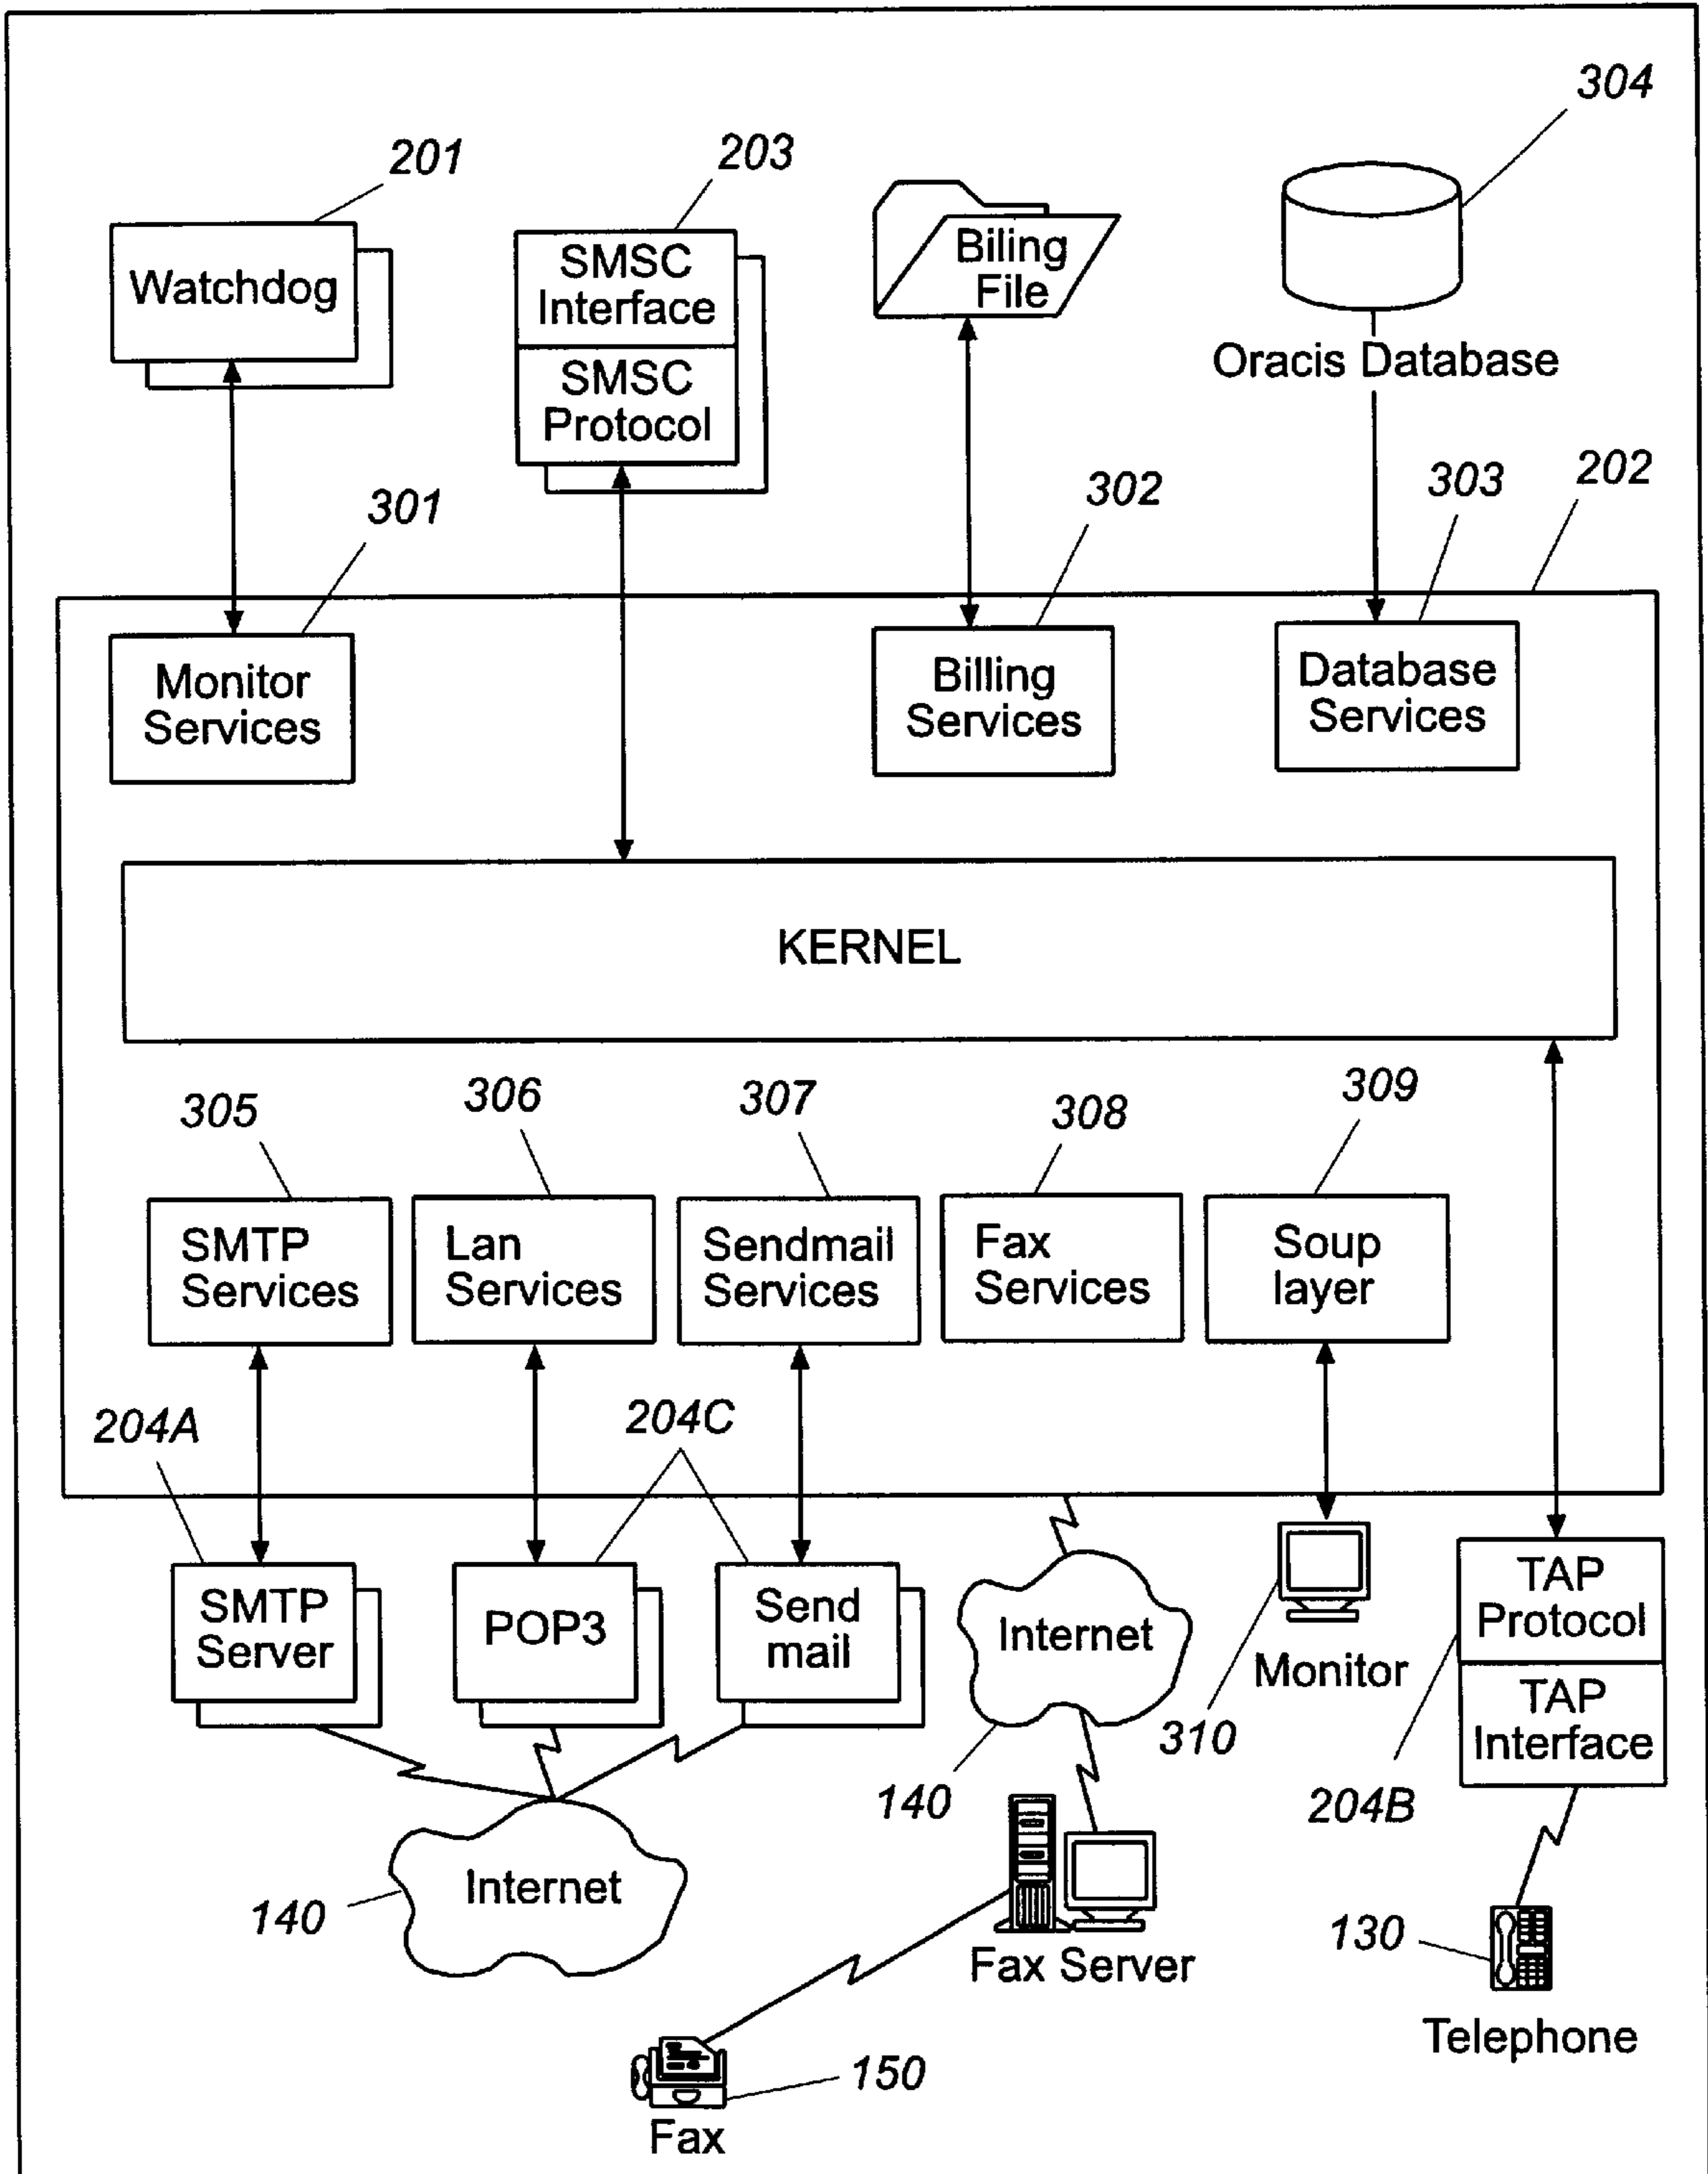 304
201
203
Watchdog
SMSC
Interface
SMSC
Protocol
Biling
File
Oracis Database
301
302
303
202
Monitor
Services
Billing
Services
Database
Services
KERNEL
305
306
307
308
309
SMTP
Services
Lan
Services
Sendmail
Services
Fax
Services
Soup
layer
204A
204C
SMTP
Server
POP3
Send
mail
Internet
Monitor
TAP
Protocol
TAP
Interface
310
140
204B
Internet
140
Fax Server
130
Telephone
150
Fax